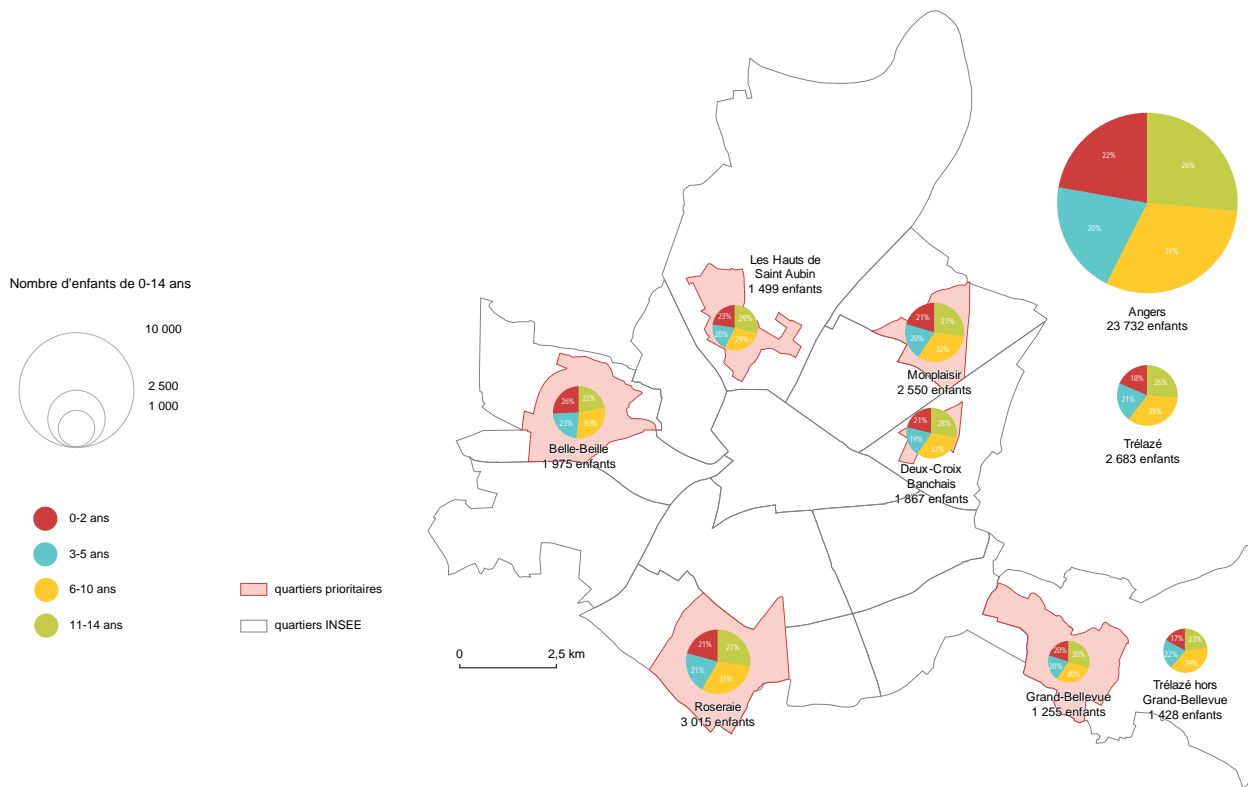 Nombre d'enfants de 0-14 ans
10 000
2 500
1 000
0-2 ans
3-5 ans
6-10 ans
11-14 ans
quartiers prioritaires
quartiers INSEE
0
2,5 km
Les Hauts de
Saint Aubin
1 499 enfants
23%
29%
20%
29%
21%
27%
20%
32%
Monplaisir
2 550 enfants
26%
22%
23%
30%
Belle-Beille
1 975 enfants
21%
28%
19%
32%
Deux-Croix
Banchais
1 867 enfants
21%
27%
21%
31%
Roseraie
3 015 enfants
20%
30%
20%
30%
Grand-Bellevue
1 255 enfants
17%
23%
22%
39%
Trélazé hors
Grand-Bellevue
1 428 enfants
22%
26%
20%
31%
Angers
23 732 enfants
18%
26%
21%
35%
Trélazé
2 683 enfants